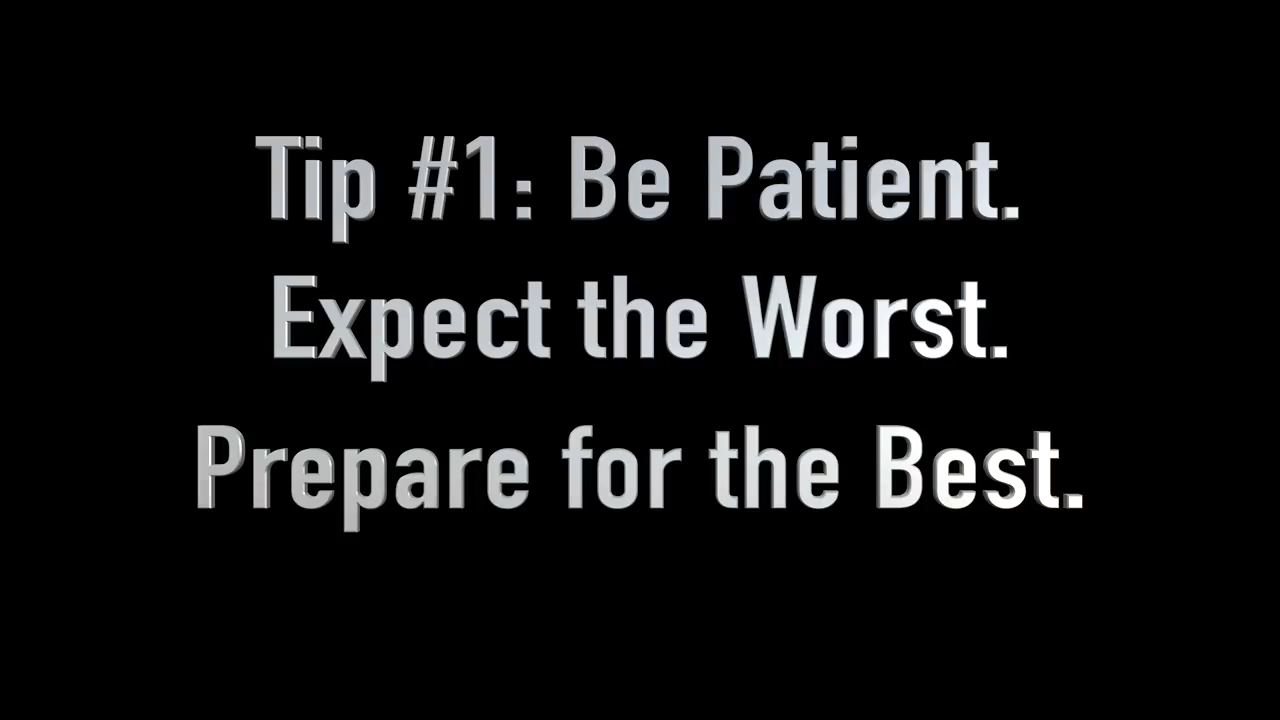 Tip #1: Be Patient.
Expect the Worst.
Prepare for the Best.